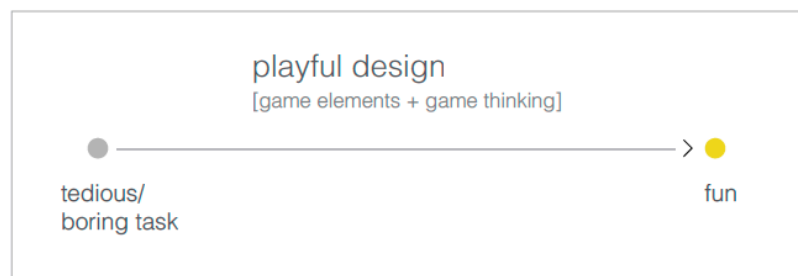 playful design
[game elements + game thinking]
tedious/
boring task
fun